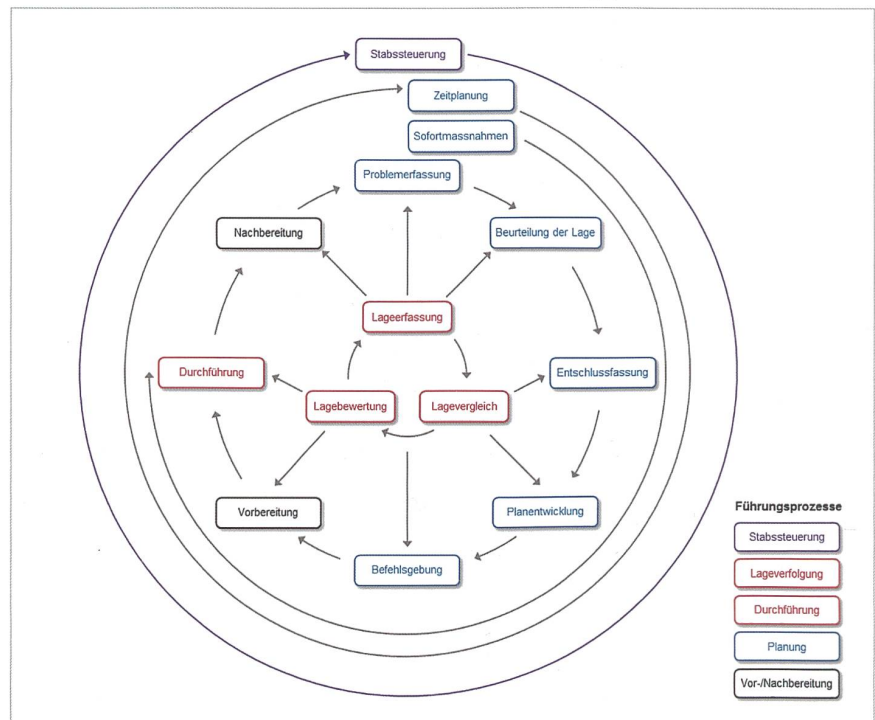 Stabssteuerung
Zeitplanung
Sofortmassnahmen
Problemerfassung
Nachbereitung
Beurteilung der Lage
Lageerfassung
Durchführung
Entschlussfassung
Lagebewertung
Lagevergleich
Vorbereitung
Planentwicklung
Befehlsgebung
Führungsprozesse
Stabssteuerung
Lageverfolgung
Durchführung
Planung
Vor-/Nachbereitung